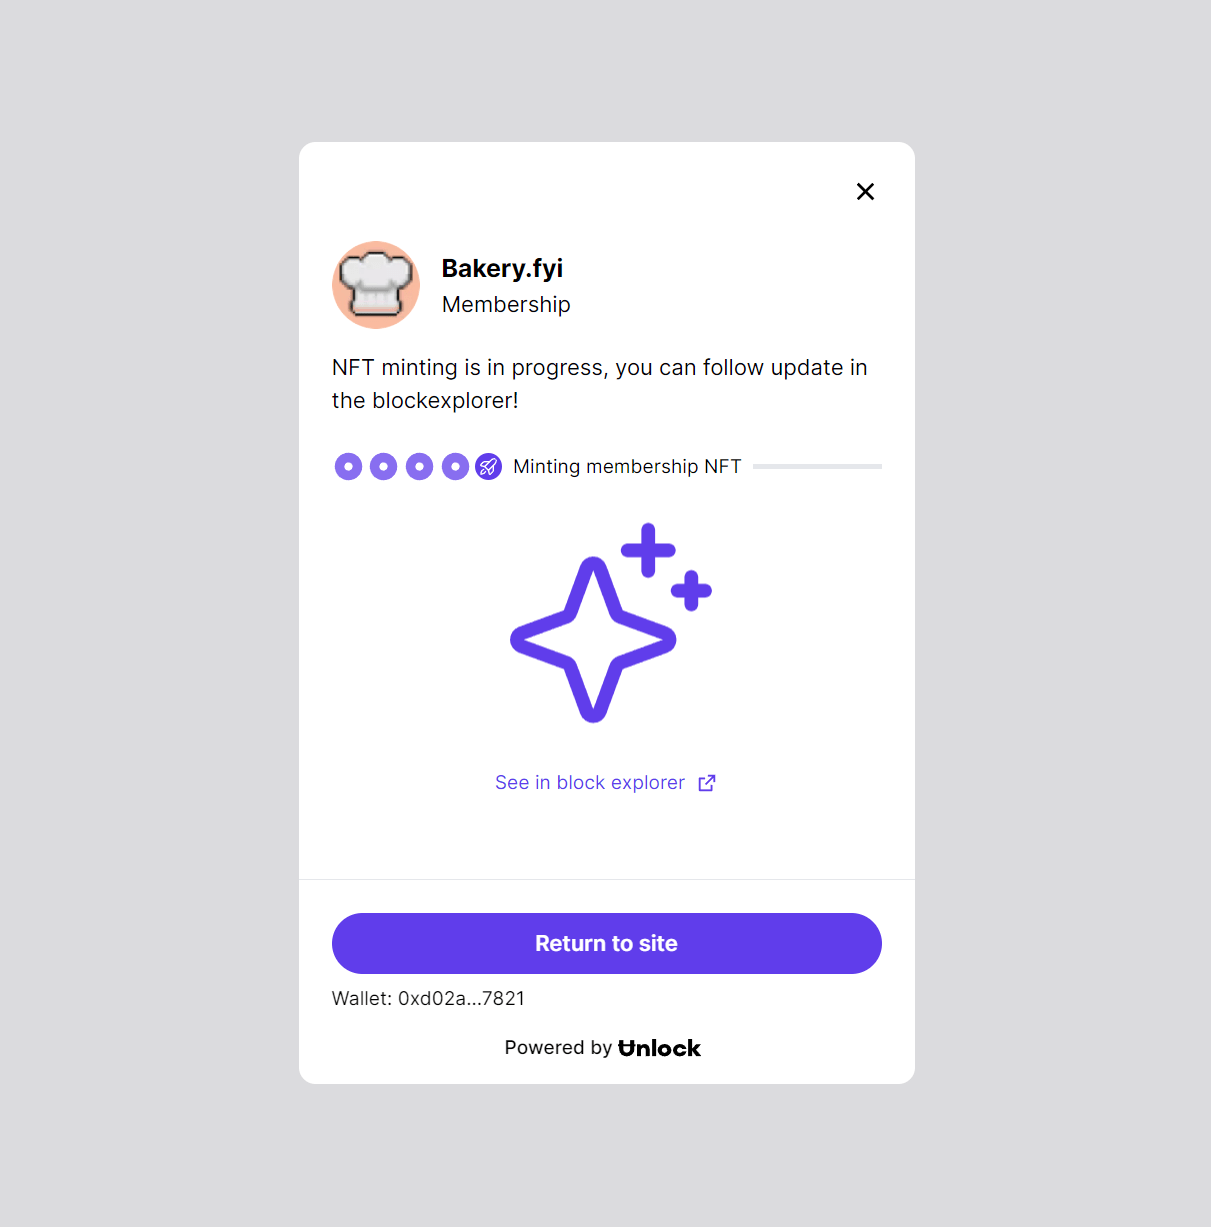 Bakery.fyi
Membership
NFT minting is in progress, you can follow update in
the blockexplorer!
Minting membership NFT
See in block explorer
Return to site
Wallet: 0xd02a...7821
Powered by Unlock